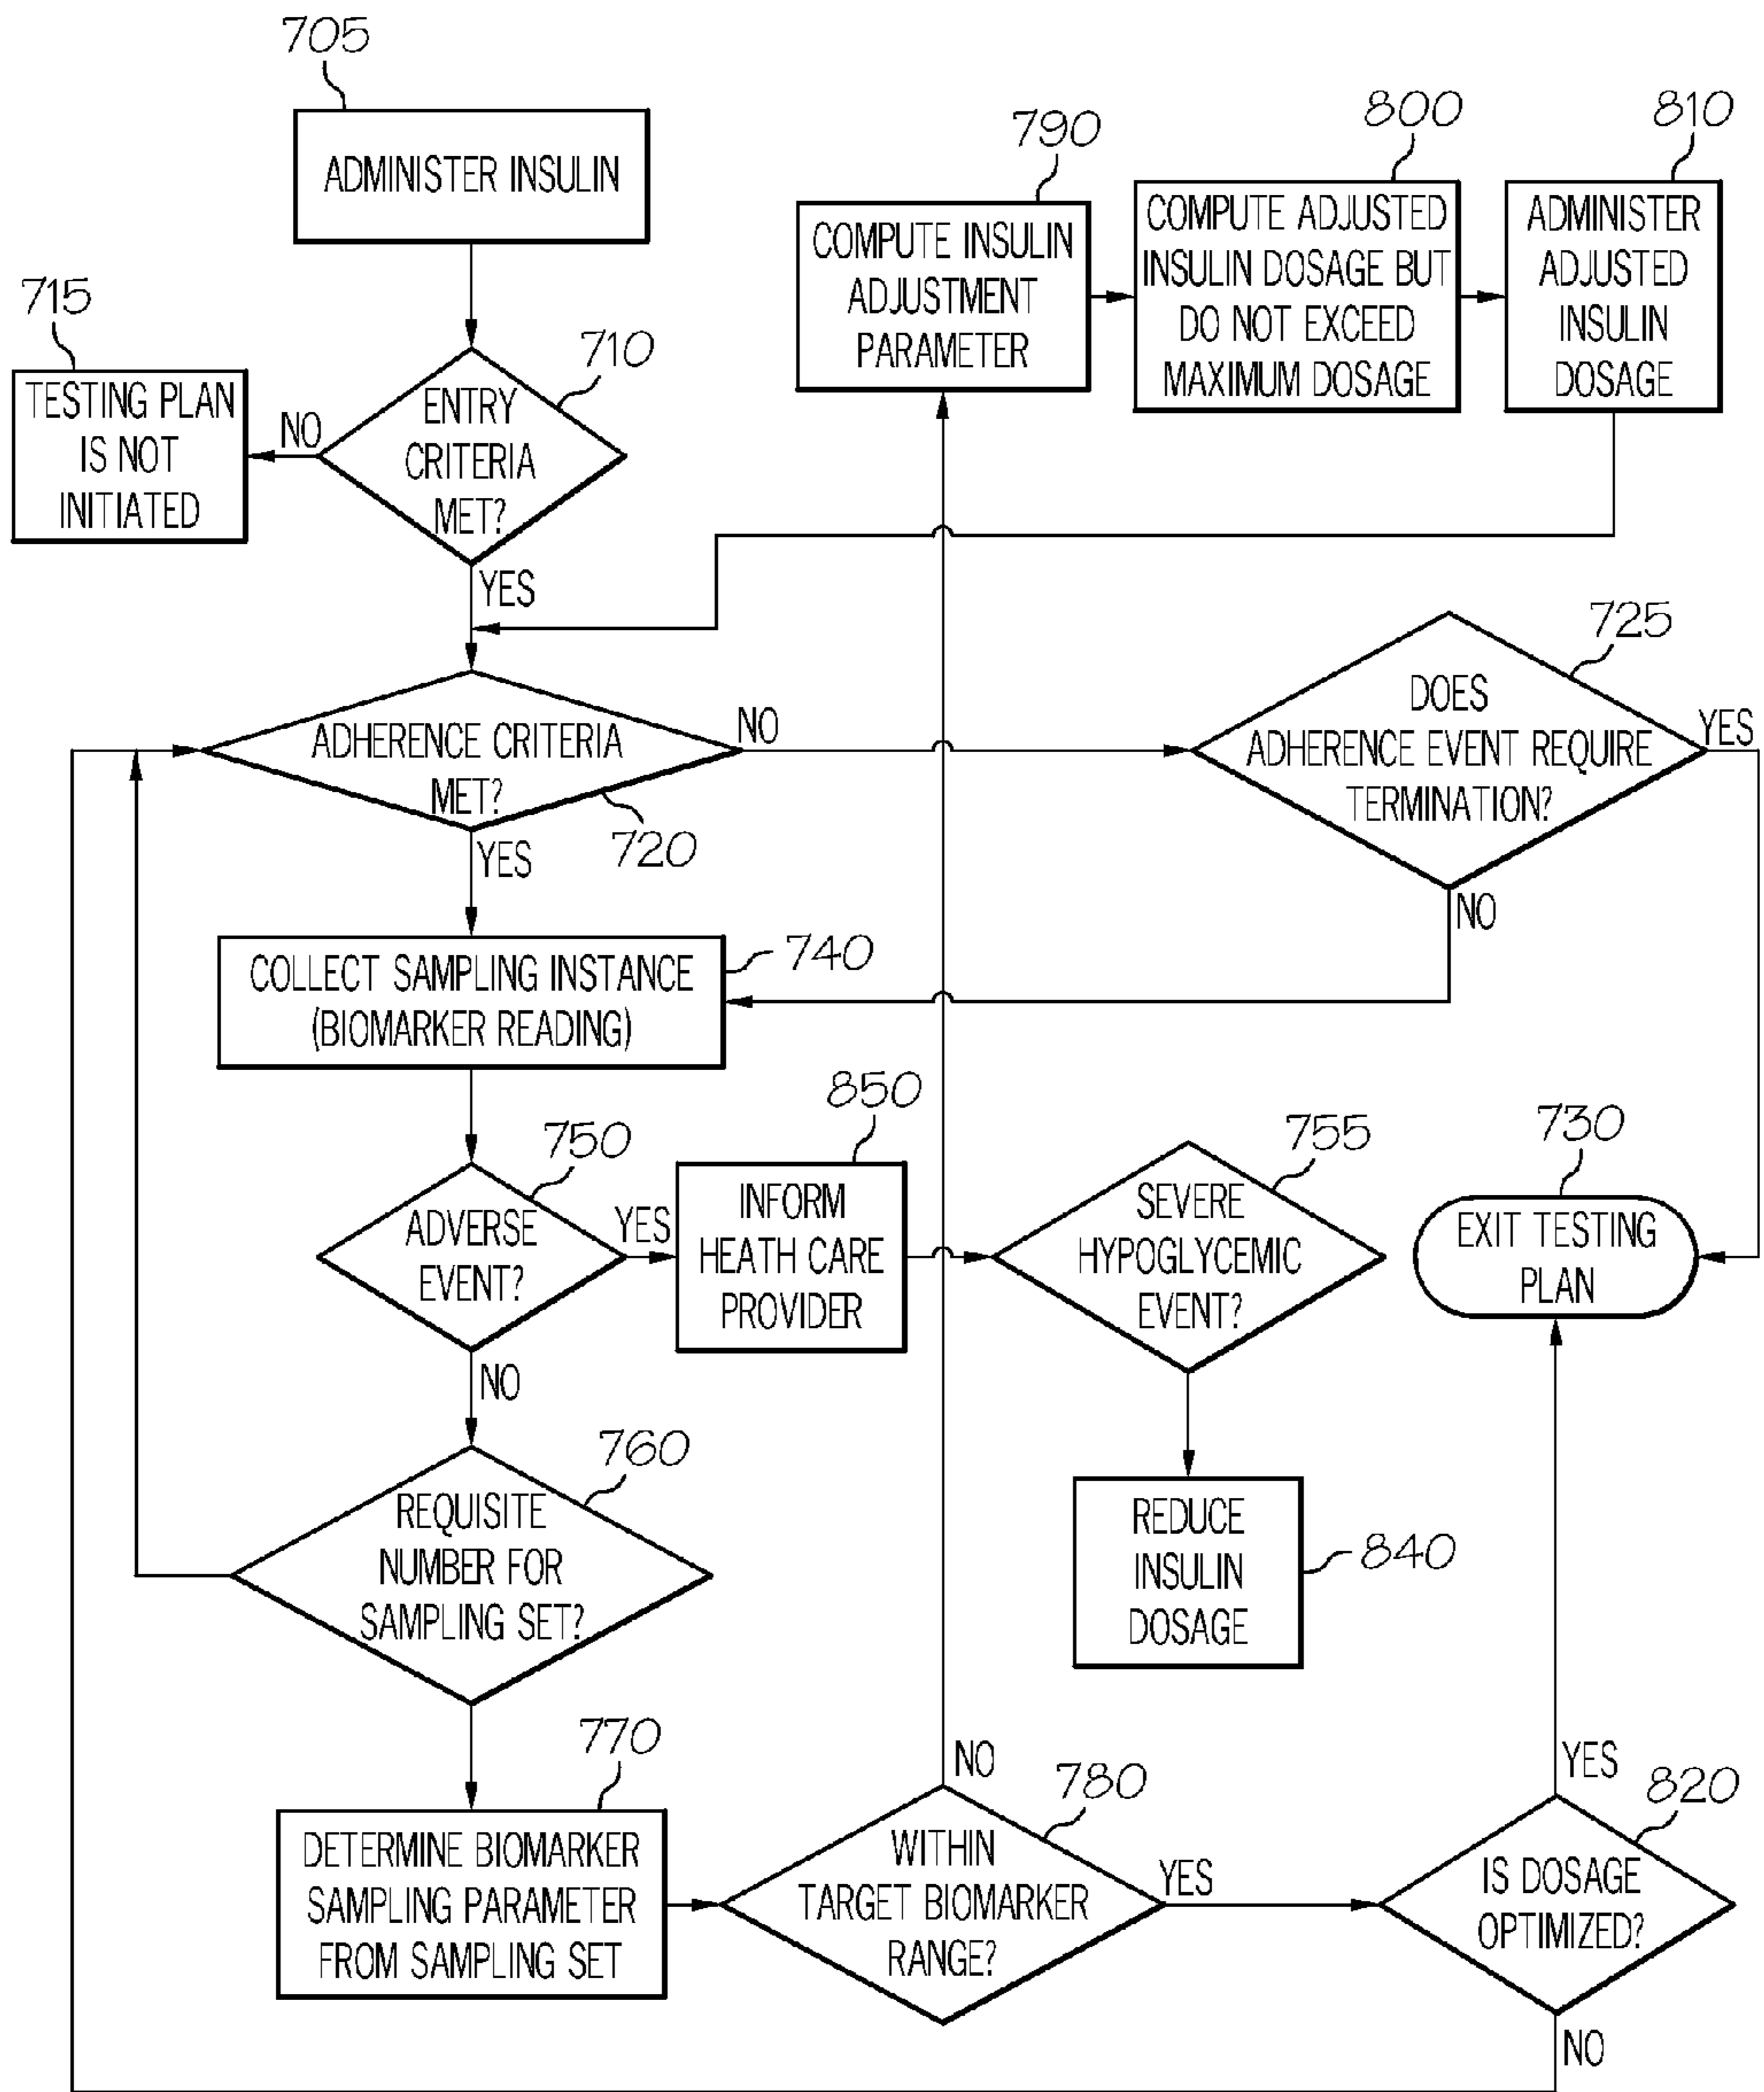 705
ADMINISTER INSULIN
715
TESTING PLAN
IS NOT
INITIATED
NO
710
ENTRY
CRITERIA
MET?
YES
790
COMPUTE INSULIN
ADJUSTMENT
PARAMETER
800
COMPUTE ADJUSTED
INSULIN DOSAGE BUT
DO NOT EXCEED
MAXIMUM DOSAGE
810
ADMINISTER
ADJUSTED
INSULIN
DOSAGE
ADHERENCE CRITERIA
MET?
720
NO
YES
725
DOES
ADHERENCE EVENT REQUIRE
TERMINATION?
YES
NO
COLLECT SAMPLING INSTANCE
(BIOMARKER READING)
740
750
ADVERSE
EVENT?
YES
NO
850
INFORM
HEATH CARE
PROVIDER
755
SEVERE
HYPOGLYCEMIC
EVENT?
730
EXIT TESTING
PLAN
760
REQUISITE
NUMBER FOR
SAMPLING SET?
REDUCE
INSULIN
DOSAGE
840
770
DETERMINE BIOMARKER
SAMPLING PARAMETER
FROM SAMPLING SET
NO
780
WITHIN
TARGET BIOMARKER
RANGE?
YES
YES
820
IS DOSAGE
OPTIMIZED?
NO